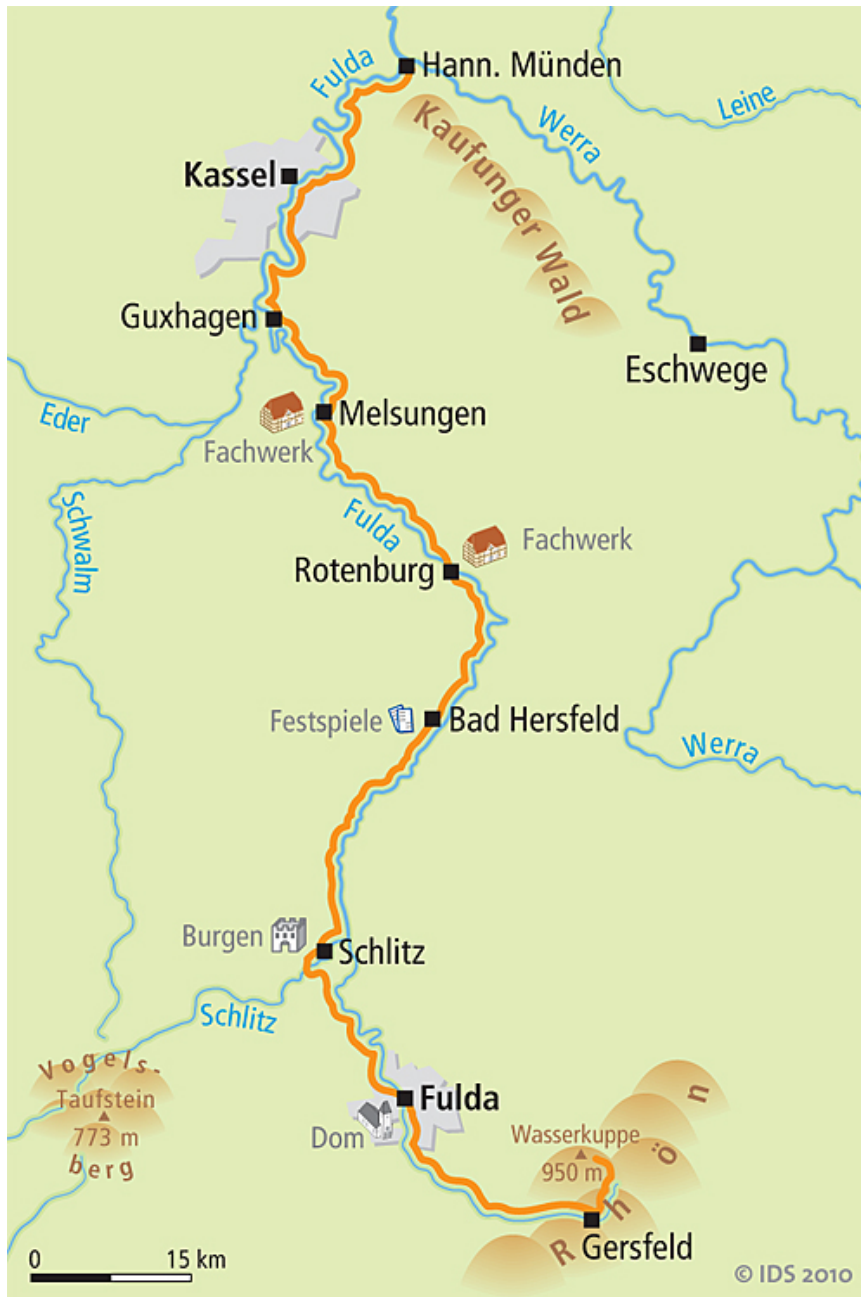 Fulda
Hann. Münden
Leine
Werra
Kaufunger Wald
Kassel
Guxhagen
Eschwege
Eder
Melsungen
Fachwerk
Schwalm
Fulda
Fachwerk
Rotenburg
Festspiele
Bad Hersfeld
Werra
Burgen
Schlitz
Schlitz
Vogels-
Taufstein
773 m
berg
Fulda
Dom
Wasserkuppe
950 m
Rhön
Gersfeld
0 15 km
© IDS 2010